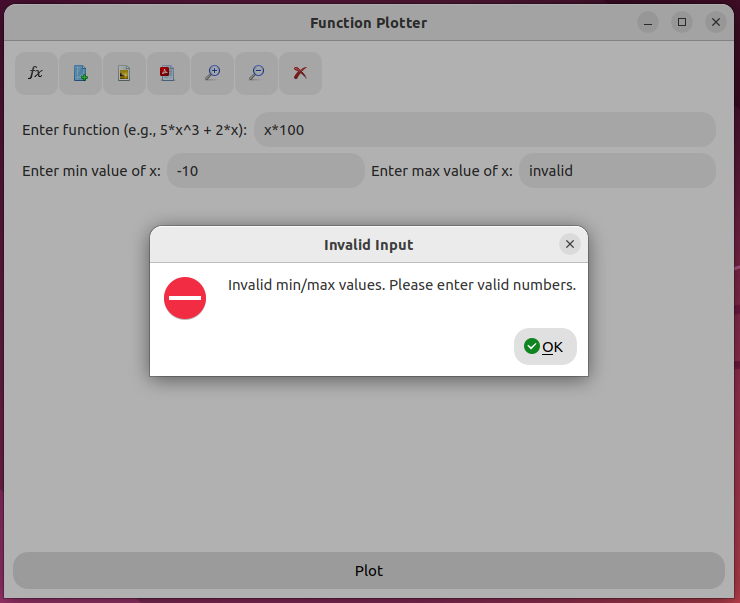 Function Plotter
fx
Enter function (e.g., 5*x^3 + 2*x): x*100
Enter min value of x: -10 Enter max value of x: invalid
Invalid Input
Invalid min/max values. Please enter valid numbers.
OK
Plot